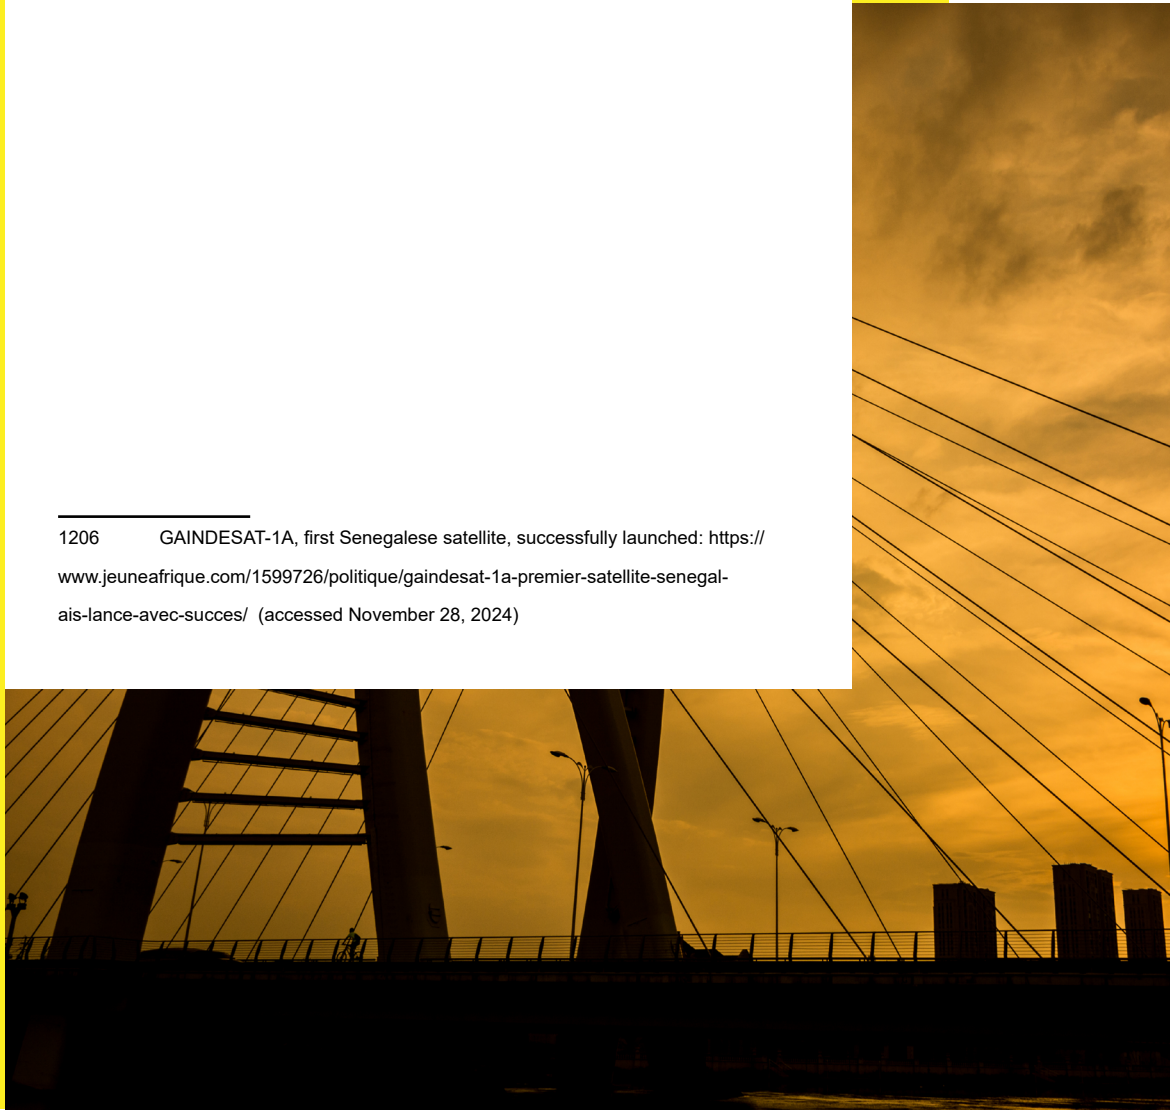 1206 GAINDESAT-1A, first Senegalese satellite, successfully launched: https://
www.jeuneafrique.com/1599726/politique/gaindesat-1a-premier-satellite-senegal-
ais-lance-avec-succes/ (accessed November 28, 2024)